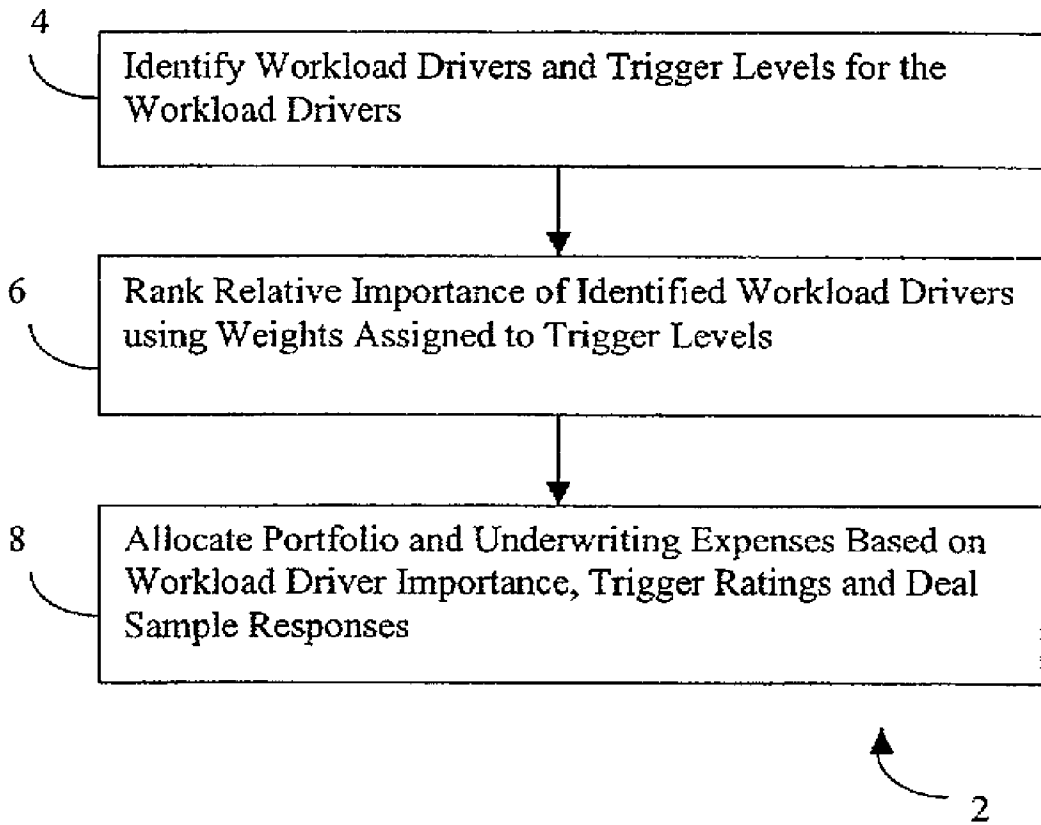 4
Identify Workload Drivers and Trigger Levels for the
Workload Drivers
6
Rank Relative Importance of Identified Workload Drivers
using Weights Assigned to Trigger Levels
8
Allocate Portfolio and Underwriting Expenses Based on
Workload Driver Importance, Trigger Ratings and Deal
Sample Responses
2